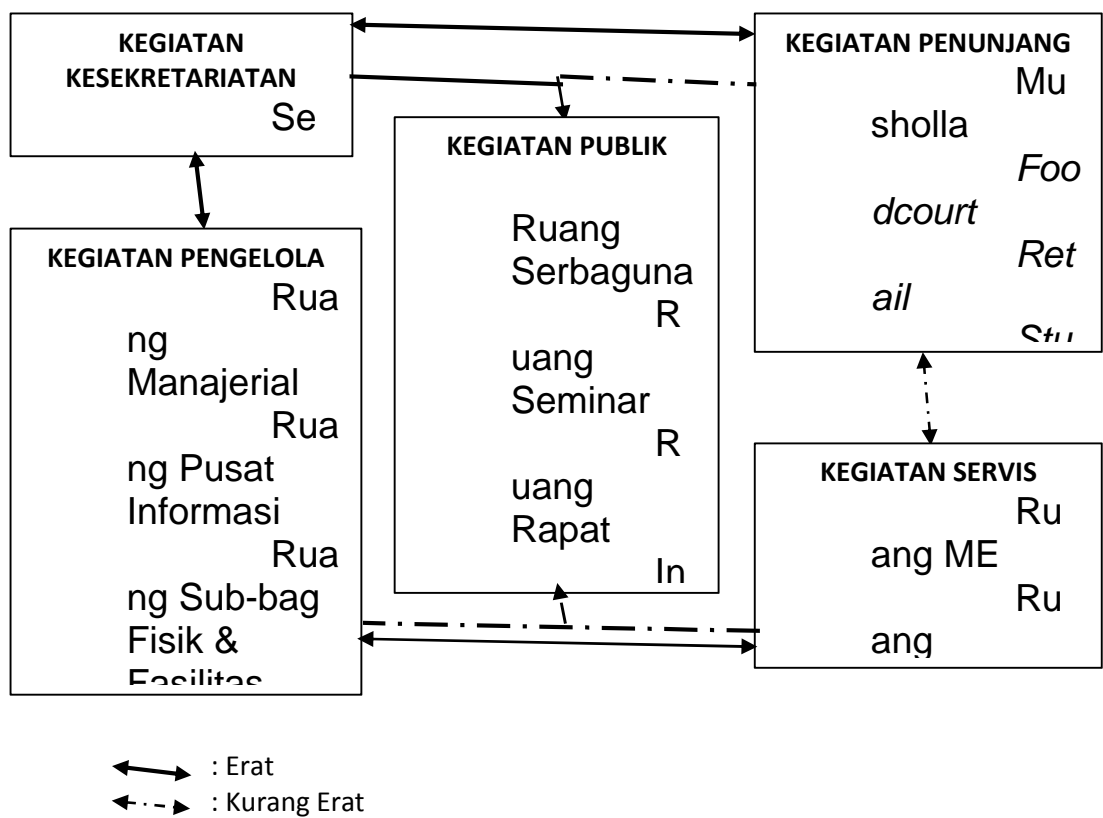 KEGIATAN
KESEKRETARIATAN
Se
KEGIATAN PENUNJANG
Mu
sholla
Foo
dcourt
Ret
ail
Stu
KEGIATAN PUBLIK
Ruang
Serbaguna
R
uang
Seminar
R
uang
Rapat
In
KEGIATAN PENGELOLA
Rua
ng
Manajerial
Rua
ng Pusat
Informasi
Rua
ng Sub-bag
Fisik &
Fasilitas
KEGIATAN SERVIS
Ru
ang ME
Ru
ang
: Erat
: Kurang Erat